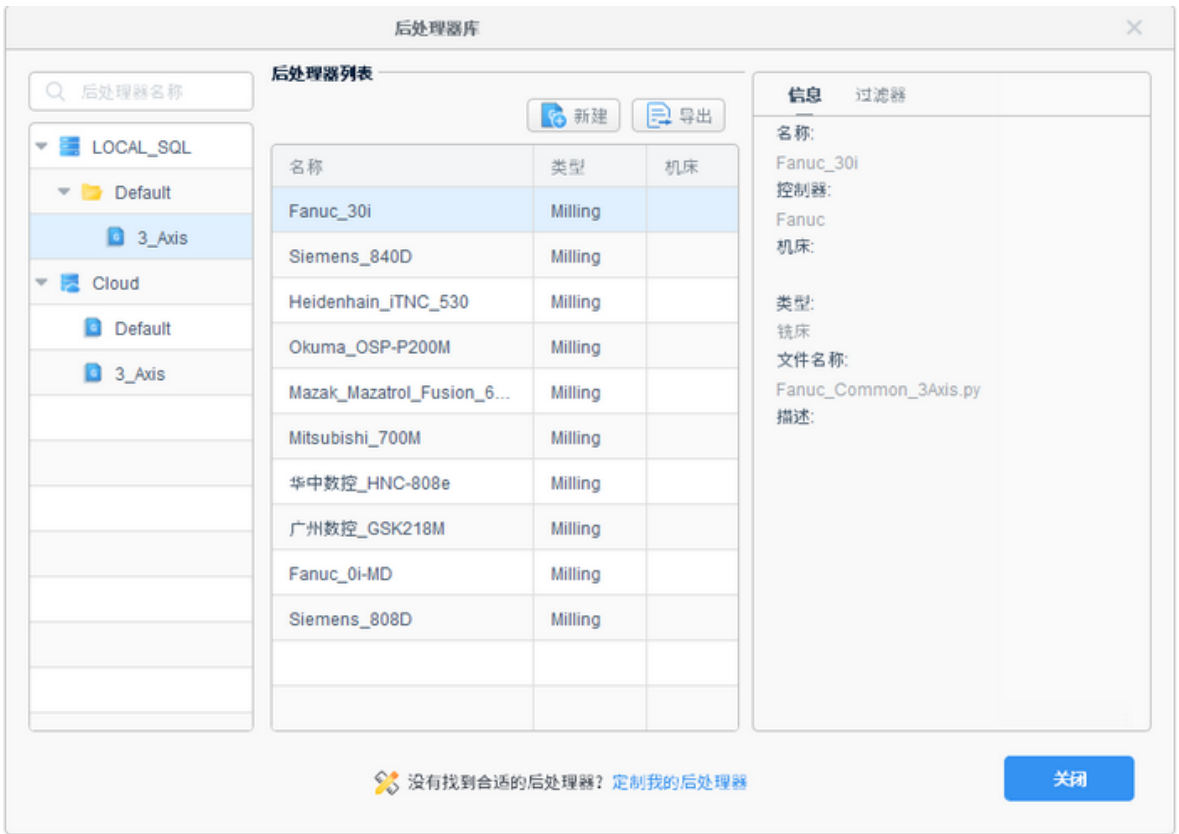 后处理器库
后处理器名称
LOCAL_SQL
Default
3_Axis
Cloud
Default
3_Axis
后处理器列表
新建
导出
名称 类型 机床
Fanuc_30i Milling
Siemens_840D Milling
Heidenhain_iTNC_530 Milling
Okuma_OSP-P200M Milling
Mazak_Mazatrol_Fusion_6... Milling
Mitsubishi_700M Milling
华中数控_HNC-808e Milling
广州数控_GSK218M Milling
Fanuc_0i-MD Milling
Siemens_808D Milling
信息 过滤器
名称:
Fanuc_30i
控制器:
Fanuc
机床:
类型:
铣床
文件名称:
Fanuc_Common_3Axis.py
描述:
没有找到合适的后处理器? 定制我的后处理器
关闭